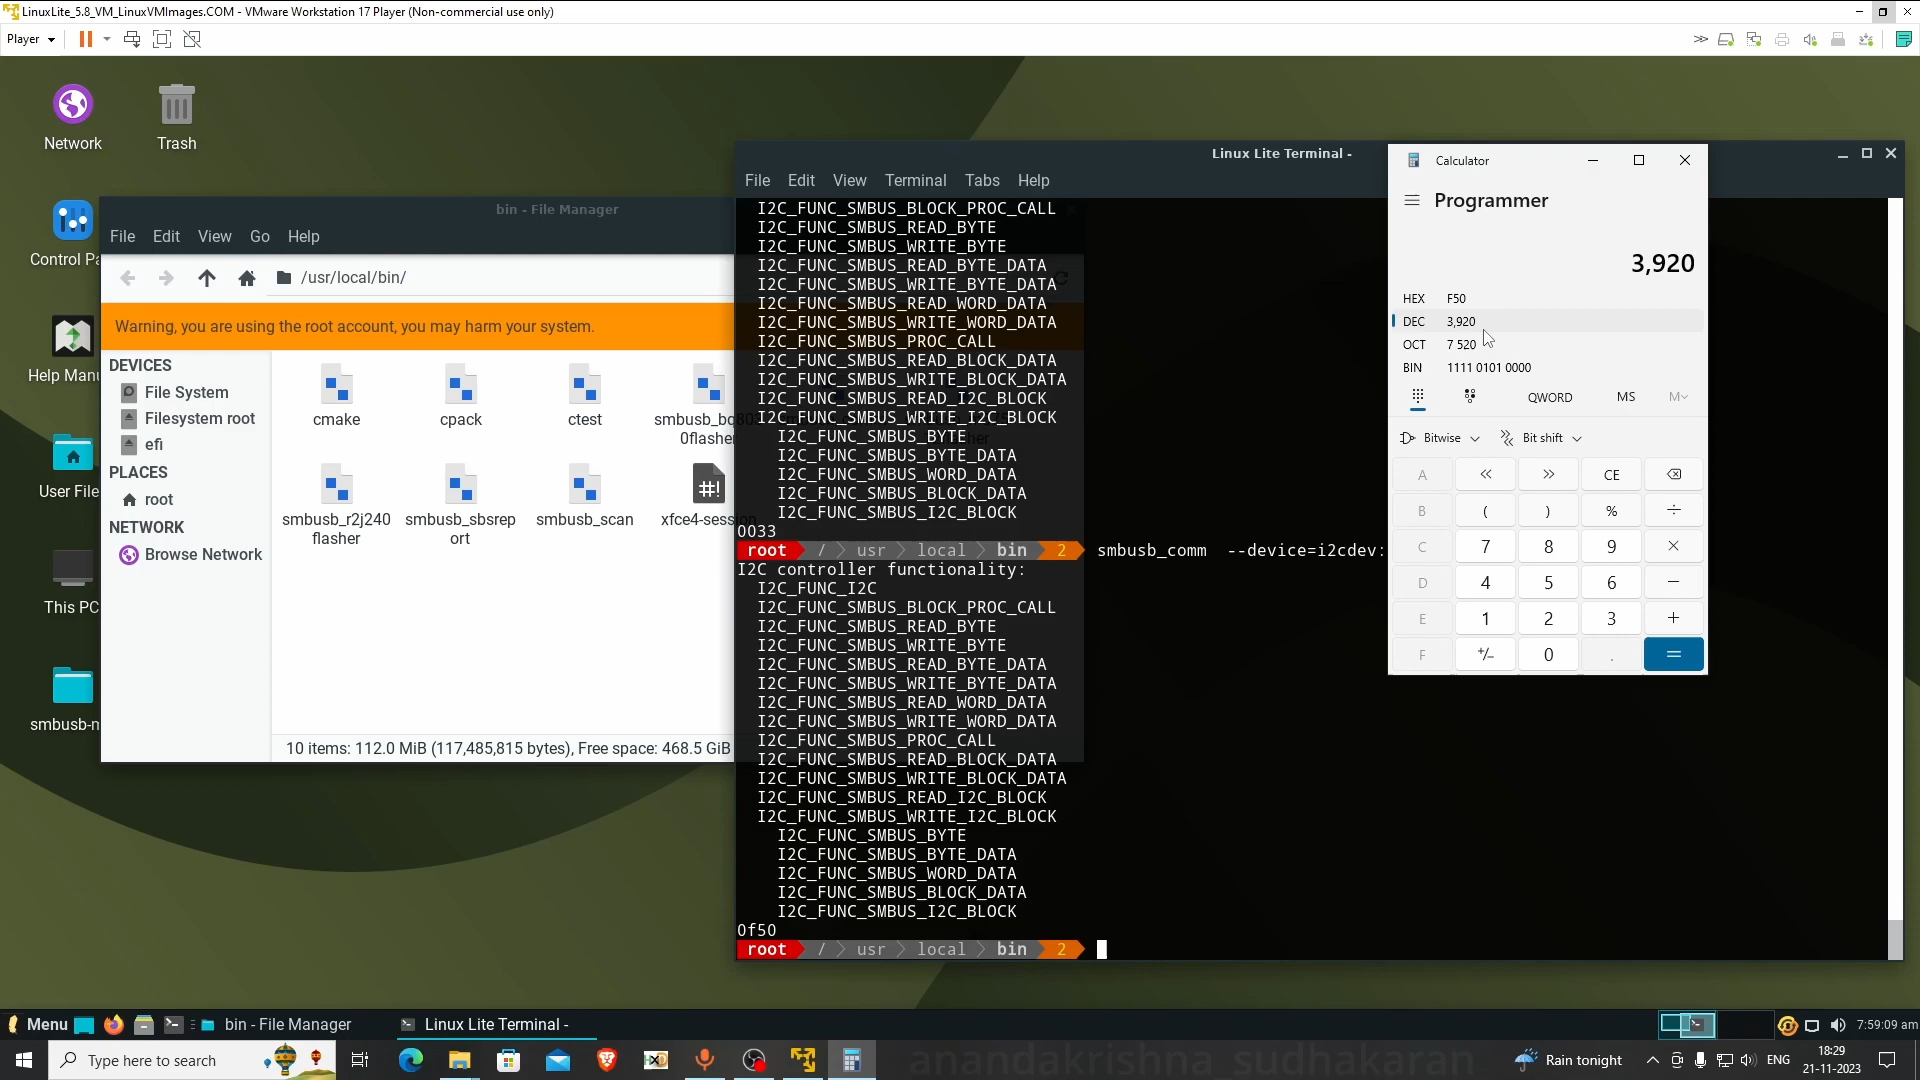 LinuxLite_5.8_VM_LinuxVMImages.COM - VMware Workstation 17 Player (Non-commercial use only)
Player
Network
Trash
Control Pa
Help Manu
User File
This PC
smbusb-m
bin - File Manager
File Edit View Go Help
/usr/local/bin/
Warning, you are using the root account, you may harm your system.
DEVICES
File System
Filesystem root
efi
PLACES
root
NETWORK
Browse Network
cmake
cpack
ctest
smbusb_bq803
0flasher
smbusb_r2j240
flasher
smbusb_sbsrep
ort
smbusb_scan
xfce4-session
10 items: 112.0 MiB (117,485,815 bytes), Free space: 468.5 GiB
Linux Lite Terminal -
File Edit View Terminal Tabs Help
I2C_FUNC_SMBUS_BLOCK_PROC_CALL
I2C_FUNC_SMBUS_READ_BYTE
I2C_FUNC_SMBUS_WRITE_BYTE
I2C_FUNC_SMBUS_READ_BYTE_DATA
I2C_FUNC_SMBUS_WRITE_BYTE_DATA
I2C_FUNC_SMBUS_READ_WORD_DATA
I2C_FUNC_SMBUS_WRITE_WORD_DATA
I2C_FUNC_SMBUS_PROC_CALL
I2C_FUNC_SMBUS_READ_BLOCK_DATA
I2C_FUNC_SMBUS_WRITE_BLOCK_DATA
I2C_FUNC_SMBUS_READ_I2C_BLOCK
I2C_FUNC_SMBUS_WRITE_I2C_BLOCK
I2C_FUNC_SMBUS_BYTE
I2C_FUNC_SMBUS_BYTE_DATA
I2C_FUNC_SMBUS_WORD_DATA
I2C_FUNC_SMBUS_BLOCK_DATA
I2C_FUNC_SMBUS_I2C_BLOCK
0033
root / usr local bin 2 smbusb_comm --device=i2cdev:
I2C controller functionality:
I2C_FUNC_I2C
I2C_FUNC_SMBUS_BLOCK_PROC_CALL
I2C_FUNC_SMBUS_READ_BYTE
I2C_FUNC_SMBUS_WRITE_BYTE
I2C_FUNC_SMBUS_READ_BYTE_DATA
I2C_FUNC_SMBUS_WRITE_BYTE_DATA
I2C_FUNC_SMBUS_READ_WORD_DATA
I2C_FUNC_SMBUS_WRITE_WORD_DATA
I2C_FUNC_SMBUS_PROC_CALL
I2C_FUNC_SMBUS_READ_BLOCK_DATA
I2C_FUNC_SMBUS_WRITE_BLOCK_DATA
I2C_FUNC_SMBUS_READ_I2C_BLOCK
I2C_FUNC_SMBUS_WRITE_I2C_BLOCK
I2C_FUNC_SMBUS_BYTE
I2C_FUNC_SMBUS_BYTE_DATA
I2C_FUNC_SMBUS_WORD_DATA
I2C_FUNC_SMBUS_BLOCK_DATA
I2C_FUNC_SMBUS_I2C_BLOCK
0f50
root / usr local bin 2
Calculator
Programmer
3,920
HEX F50
DEC 3,920
OCT 7 520
BIN 1111 0101 0000
QWORD MS M
Bitwise Bit shift
A << >> CE
B ( ) % ÷
C 7 8 9 ×
D 4 5 6 −
E 1 2 3 +
F +/− 0 . =
Menu bin - File Manager Linux Lite Terminal - 7:59:09 am
Type here to search
anandakrishna sudhakaran
Rain tonight
ENG
18:29
21-11-2023